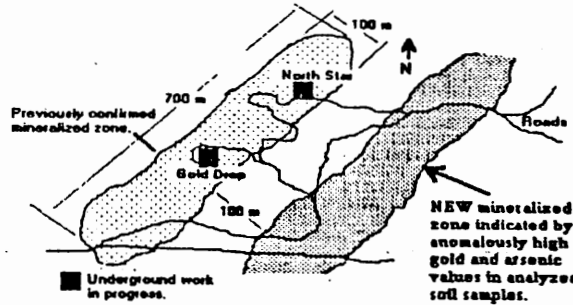 100 m
N
North Star
700 m
Previously confirmed
mineralized zone.
Roads
Gold Drop
100 m
NEW mineralized
zone indicated by
anomalously high
gold and arsenic
values in analyzed
soil samples.
Underground work
in progress.